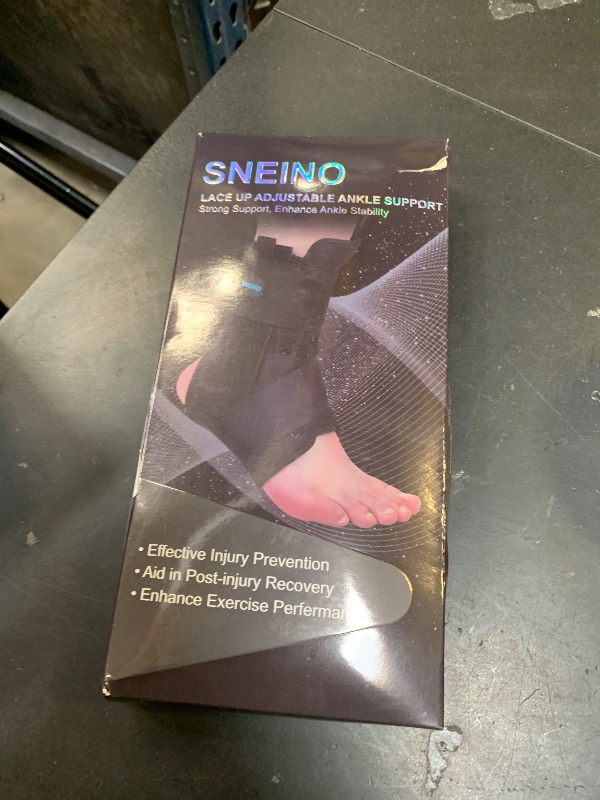 SNEINO
LACE UP ADJUSTABLE ANKLE SUPPORT
Strong Support, Enhance Ankle Stability
• Effective Injury Prevention
• Aid in Post-injury Recovery
• Enhance Exercise